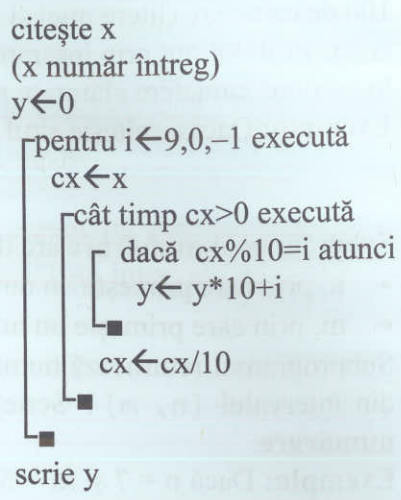 citește x
(x număr întreg)
y←0
pentru i←9,0,–1 execută
cx←x
cât timp cx>0 execută
dacă cx%10=i atunci
y← y*10+i
cx←cx/10
scrie y